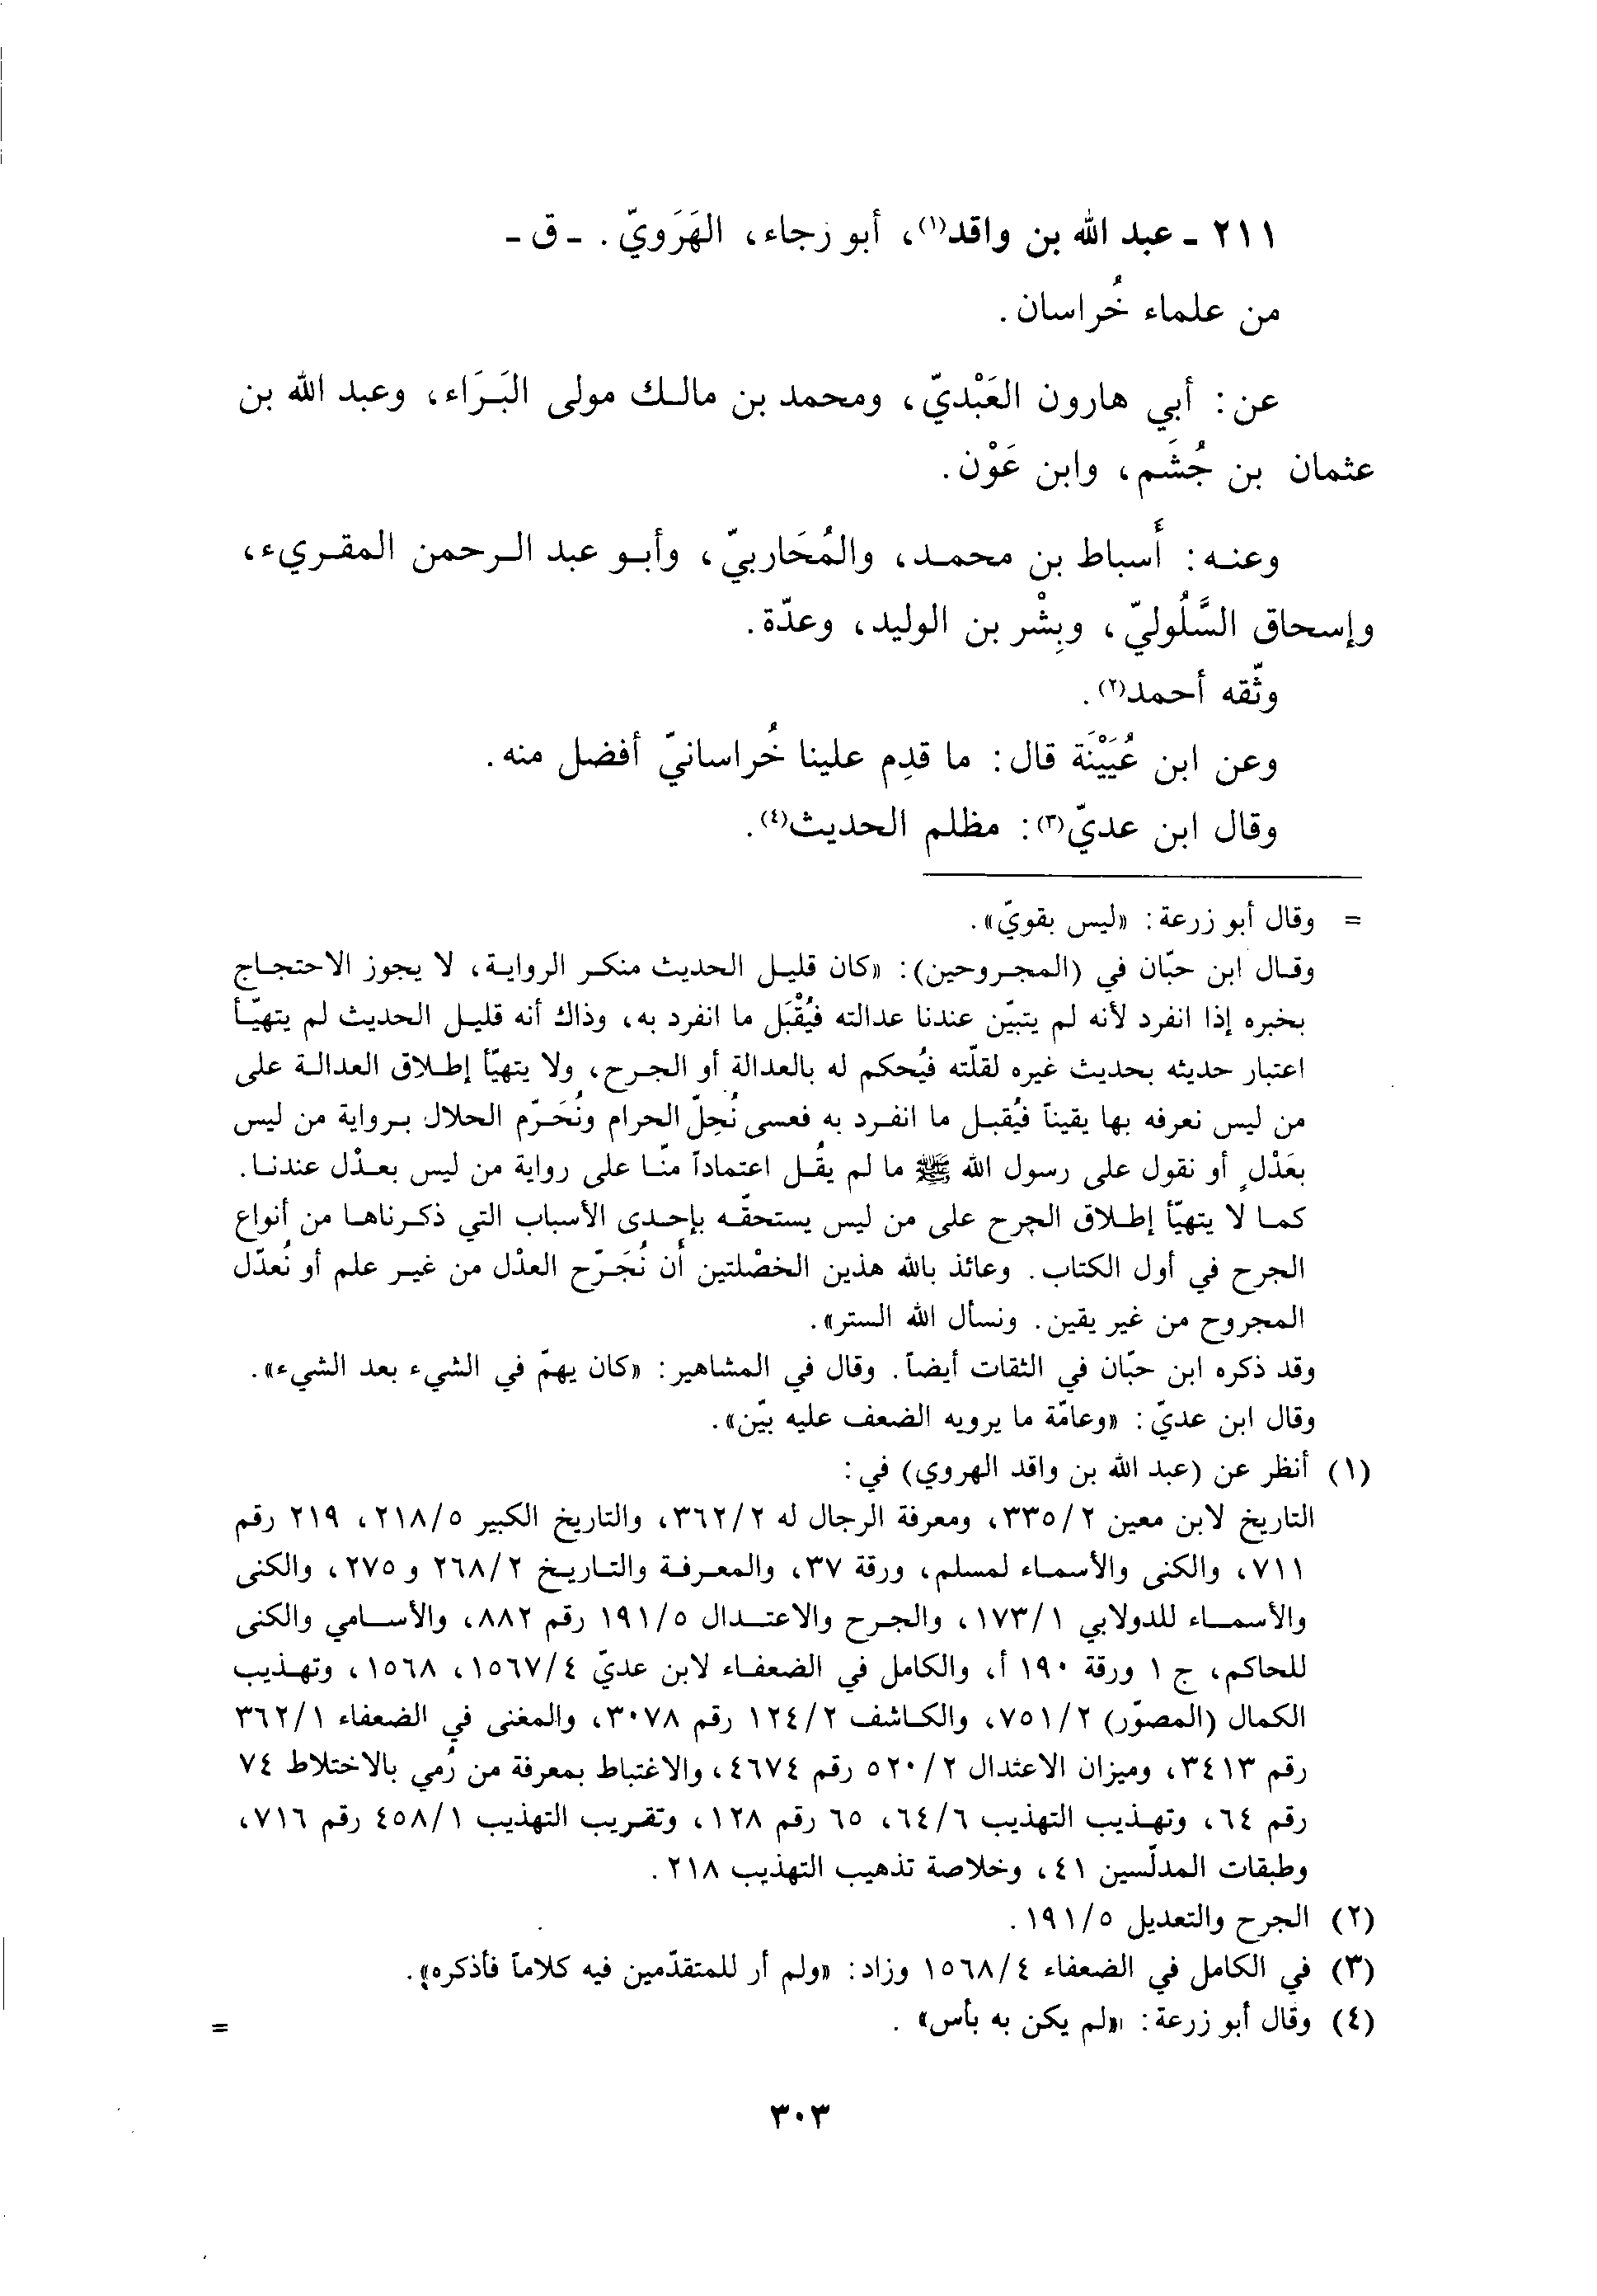 ٢١١ ـ عبد الله بن واقد(١)، أبو رجاء، الهَرَويّ. ـ ق ـ
من علماء خُراسان.
عن: أبي هارون العَبْديّ، ومحمد بن مالك مولى البَرَاء، وعبد الله بن
عثمان بن جُشَم، وابن عَوْن.
وعنه: أَسباط بن محمد، والمُحَاربيّ، وأبو عبد الرحمن المقريء،
وإسحاق السَّلُوليّ، وبِشْر بن الوليد، وعدّة.
وثّقه أحمد(٢).
وعن ابن عُيَيْنَة قال: ما قدِم علينا خُراسانيّ أفضل منه.
وقال ابن عديّ(٣): مظلم الحديث(٤).
= وقال أبو زرعة: «ليس بقويّ».
وقال ابن حبّان في (المجروحين): «كان قليل الحديث منكر الرواية، لا يجوز الاحتجاج
بخبره إذا انفرد لأنه لم يتبيّن عندنا عدالته فيُقْبَل ما انفرد به، وذاك أنه قليل الحديث لم يتهيّأ
اعتبار حديثه بحديث غيره لقلّته فيُحكم له بالعدالة أو الجرح، ولا يتهيّأ إطلاق العدالة على
من ليس نعرفه بها يقيناً فيُقبل ما انفرد به فعسى نُحِلّ الحرام ونُحَرّم الحلال برواية من ليس
بعَدْلٍ أو نقول على رسول الله ﷺ ما لم يقُل اعتماداً منّا على رواية من ليس بعدْل عندنا.
كما لا يتهيّأ إطلاق الجرح على من ليس يستحقّه بإحدى الأسباب التي ذكرناها من أنواع
الجرح في أول الكتاب. وعائذ بالله هذين الخصْلتين أن نُجَرّح العدْل من غير علم أو نُعدّل
المجروح من غير يقين. ونسأل الله الستر».
وقد ذكره ابن حبّان في الثقات أيضاً. وقال في المشاهير: «كان يهمّ في الشيء بعد الشيء».
وقال ابن عديّ: «وعامّة ما يرويه الضعف عليه بيّن».
(١) أنظر عن (عبد الله بن واقد الهروي) في:
التاريخ لابن معين ٣٣٥/٢، ومعرفة الرجال له ٣٦٢/٢، والتاريخ الكبير ٢١٨/٥، ٢١٩ رقم
٧١١، والكنى والأسماء لمسلم، ورقة ٣٧، والمعرفة والتاريخ ٢٦٨/٢ و ٢٧٥، والكنى
والأسماء للدولابي ١٧٣/١، والجرح والاعتدال ١٩١/٥ رقم ٨٨٢، والأسامي والكنى
للحاكم، ج ١ ورقة ١٩٠ أ، والكامل في الضعفاء لابن عديّ ١٥٦٧/٤، ١٥٦٨، وتهذيب
الكمال (المصوّر) ٧٥١/٢، والكاشف ١٢٤/٢ رقم ٣٠٧٨، والمغنى في الضعفاء ٣٦٢/١
رقم ٣٤١٣، وميزان الاعتدال ٥٢٠/٢ رقم ٤٦٧٤، والاغتباط بمعرفة من رُمي بالاختلاط ٧٤
رقم ٦٤، وتهذيب التهذيب ٦٤/٦، ٦٥ رقم ١٢٨، وتقريب التهذيب ٤٥٨/١ رقم ٧١٦،
وطبقات المدلّسين ٤١، وخلاصة تذهيب التهذيب ٢١٨.
(٢) الجرح والتعديل ١٩١/٥.
(٣) في الكامل في الضعفاء ١٥٦٨/٤ وزاد: «ولم أر للمتقدّمين فيه كلاماً فأذكره».
(٤) وقال أبو زرعة: «لم يكن به بأس».
=
٣٠٣